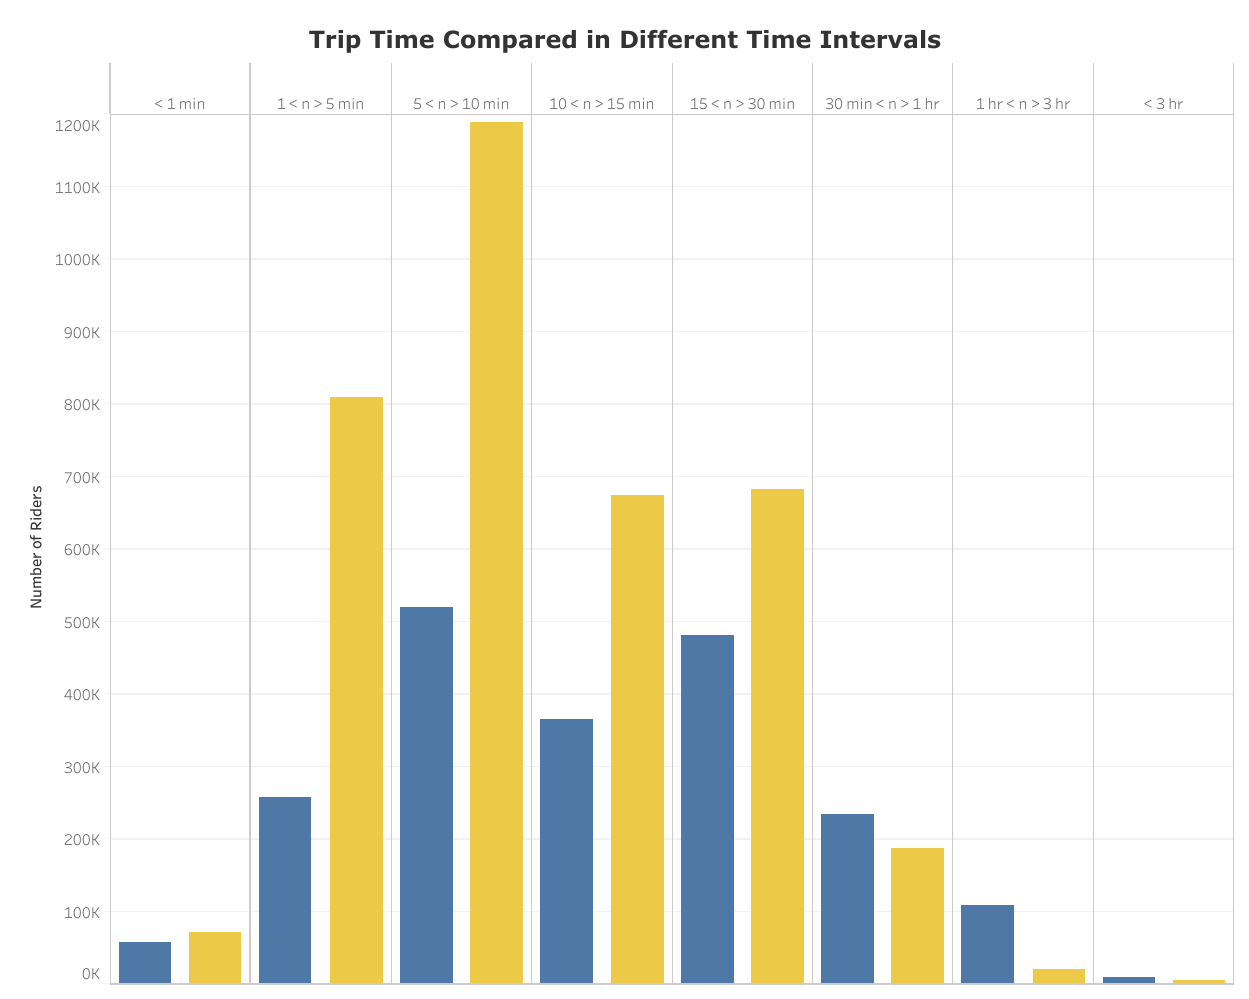 Trip Time Compared in Different Time Intervals
< 1 min
1 < n > 5 min
5 < n > 10 min
10 < n > 15 min
15 < n > 30 min
30 min < n > 1 hr
1 hr < n > 3 hr
< 3 hr
1200K
1100K
1000K
900K
800K
700K
600K
500K
400K
300K
200K
100K
0K
Number of Riders